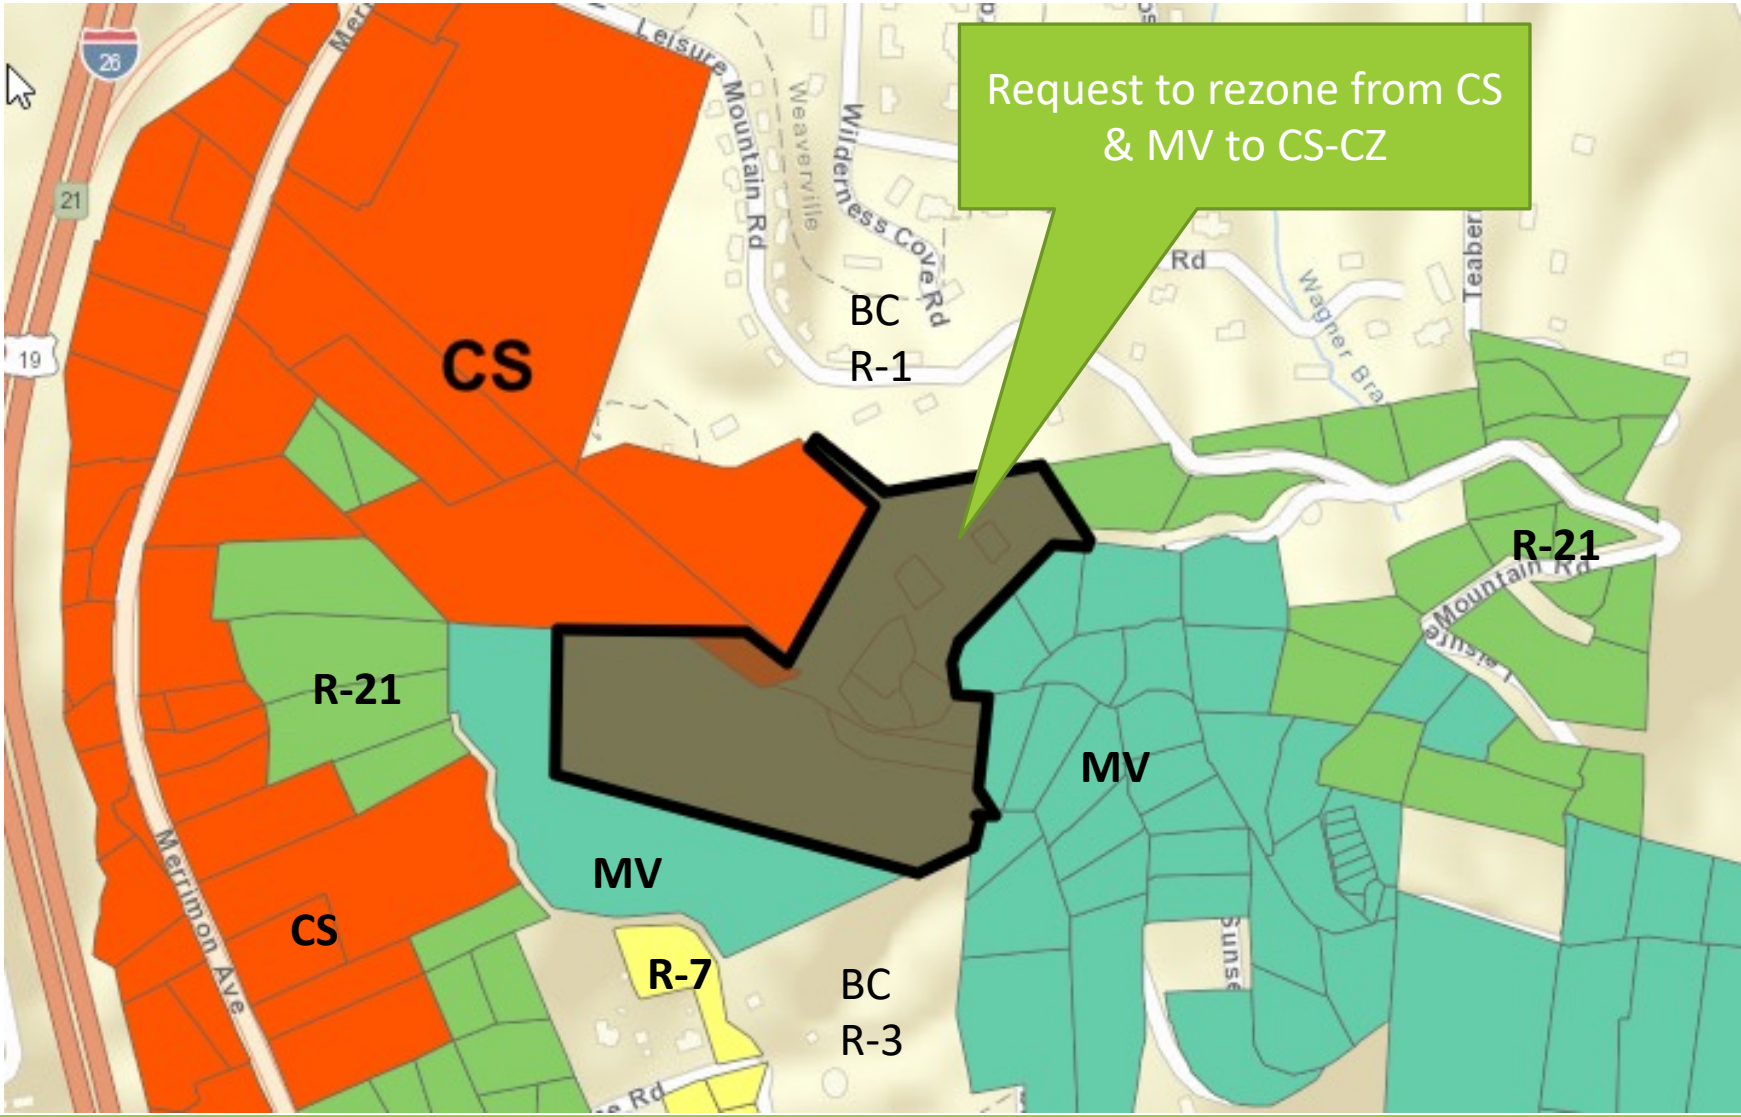 Request to rezone from CS
& MV to CS-CZ
26
21
19
Leisure Mountain Rd
Weaverville
Wilderness Cove Rd
Rd
Wagner Bra
BC
R-1
CS
R-21
Mountain Rd
R-21
MV
MV
CS
R-7
BC
R-3
Merrimon Ave
Rd